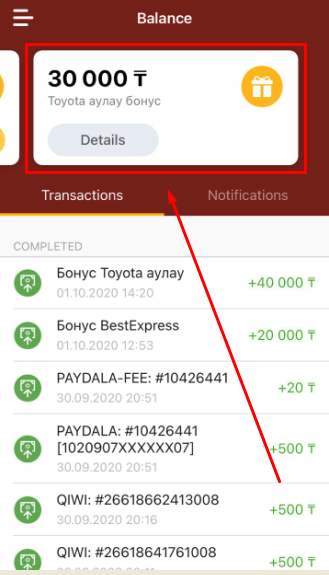 Balance
30 000 ₸
Toyota аулау бонус
Details
Transactions
Notifications
COMPLETED
Бонус Toyota аулау
+40 000 ₸
01.10.2020 14:20
Бонус BestExpress
+20 000 ₸
01.10.2020 12:53
PAYDALA-FEE: #10426441
+20 ₸
30.09.2020 20:51
PAYDALA: #10426441
[1020907XXXXXX07]
+500 ₸
30.09.2020 20:51
QIWI: #26618662413008
+500 ₸
30.09.2020 20:16
QIWI: #26618641761008
+500 ₸